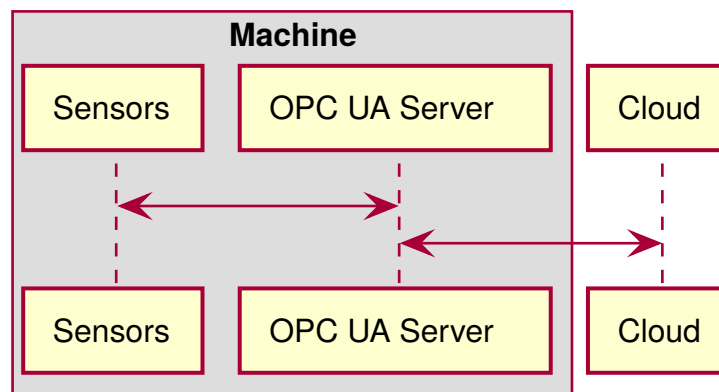 Machine
Sensors
OPC UA Server
Cloud
Sensors
OPC UA Server
Cloud